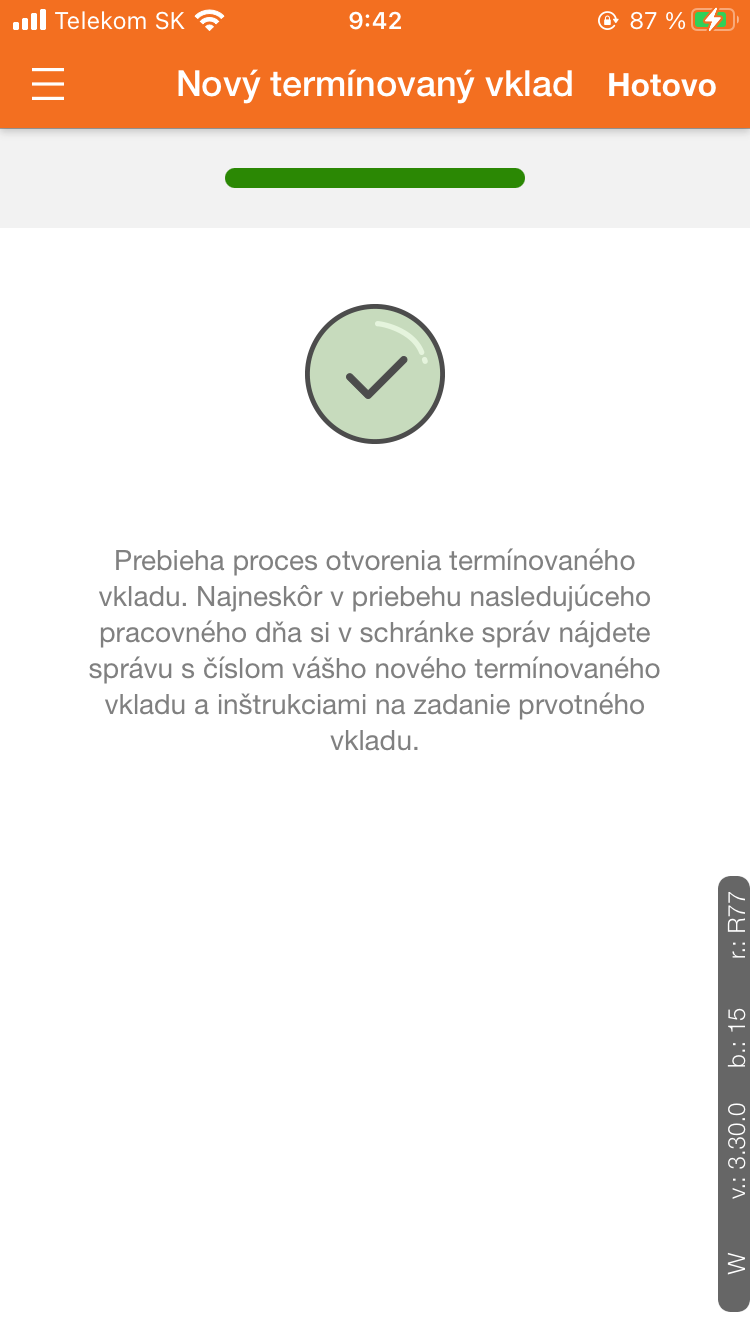 Telekom SK
9:42
87 %
Nový termínovaný vklad
Hotovo
Prebieha proces otvorenia termínovaného
vkladu. Najneskôr v priebehu nasledujúceho
pracovného dňa si v schránke správ nájdete
správu s číslom vášho nového termínovaného
vkladu a inštrukciami na zadanie prvotného
vkladu.
W v.: 3.30.0 b.: 15 r.: R77